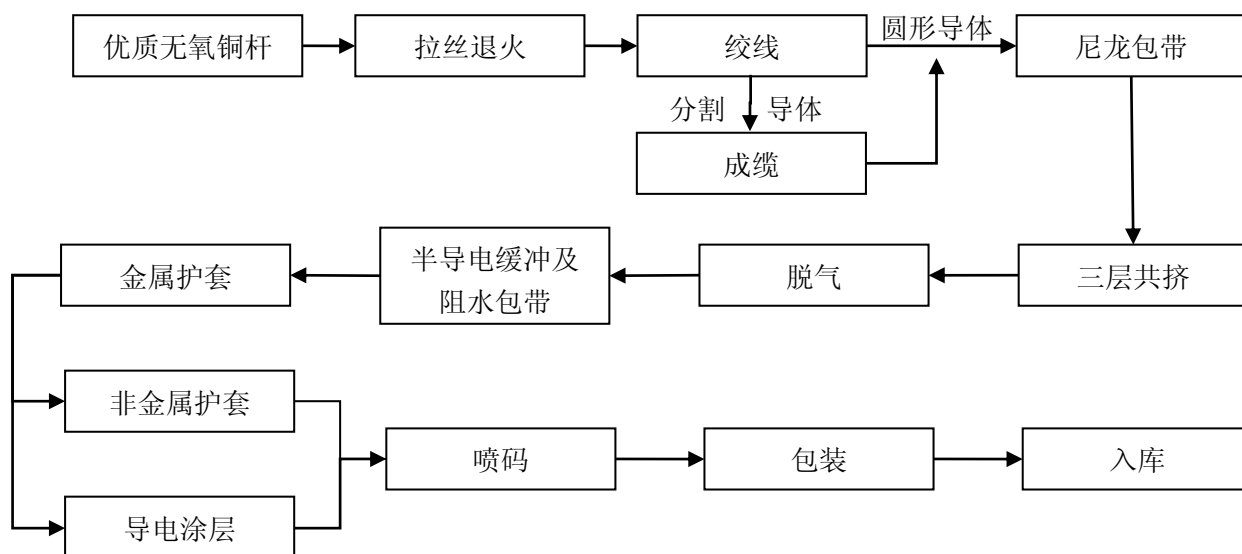 优质无氧铜杆
拉丝退火
绞线
圆形导体
尼龙包带
分割
导体
成缆
金属护套
半导电缓冲及
阻水包带
脱气
三层共挤
非金属护套
喷码
包装
入库
导电涂层